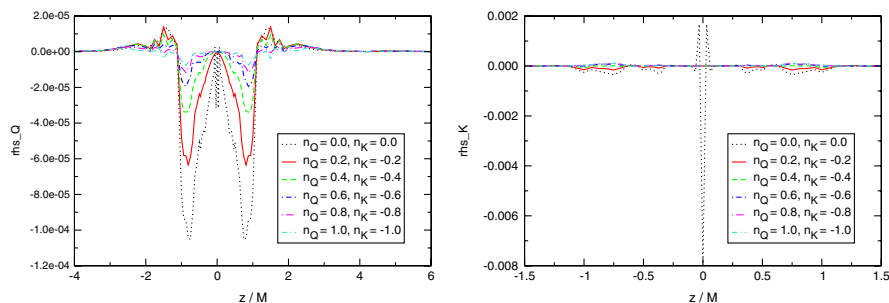 2.0e-05
0.0e+00
-2.0e-05
-4.0e-05
-6.0e-05
-8.0e-05
-1.0e-04
-1.2e-04
rhs_Q
n_Q = 0.0, n_K = 0.0
n_Q = 0.2, n_K = -0.2
n_Q = 0.4, n_K = -0.4
n_Q = 0.6, n_K = -0.6
n_Q = 0.8, n_K = -0.8
n_Q = 1.0, n_K = -1.0
-4 -2 0 2 4 6
z / M
0.002
0.000
-0.002
-0.004
-0.006
-0.008
rhs_K
n_Q = 0.0, n_K = 0.0
n_Q = 0.2, n_K = -0.2
n_Q = 0.4, n_K = -0.4
n_Q = 0.6, n_K = -0.6
n_Q = 0.8, n_K = -0.8
n_Q = 1.0, n_K = -1.0
-1.5 -1 -0.5 0 0.5 1 1.5
z / M